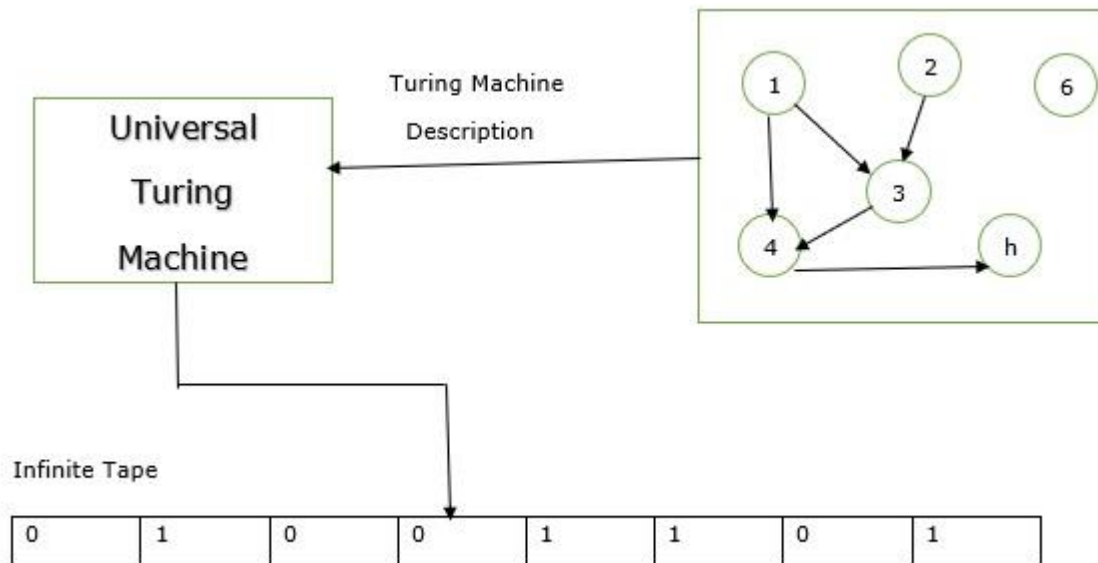 Turing Machine
Description
Universal
Turing
Machine
1
2
6
3
4
h
Infinite Tape
0 1 0 0 1 1 0 1